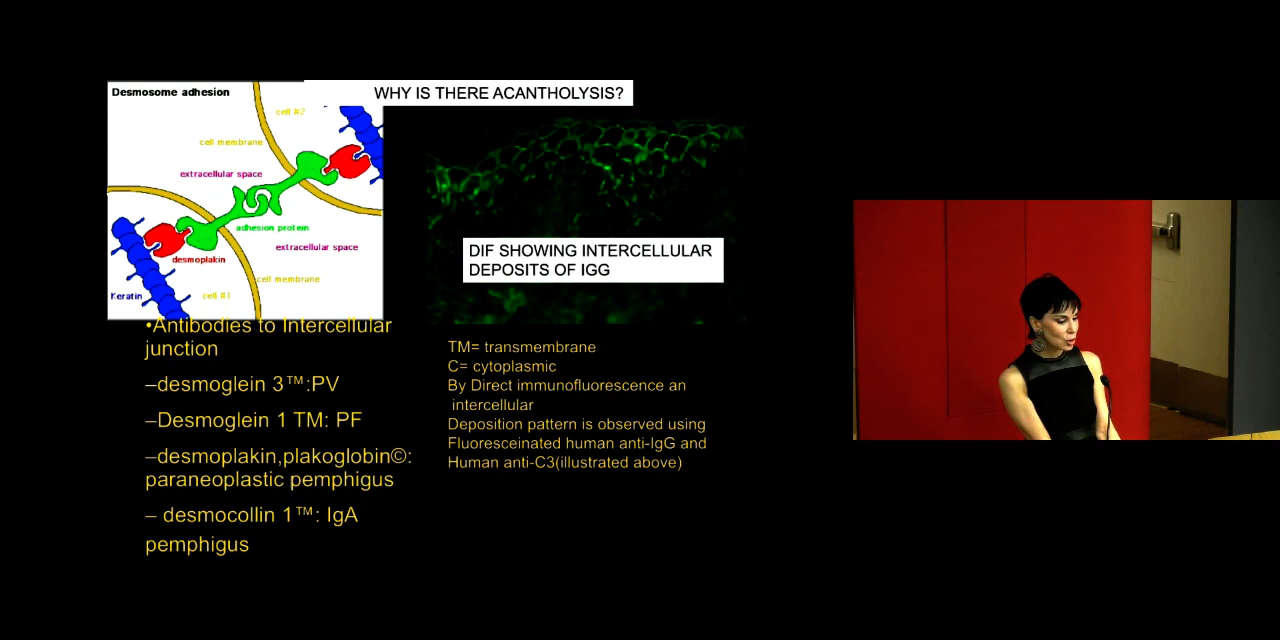 WHY IS THERE ACANTHOLYSIS?
Desmosome adhesion
cell #2
cell membrane
extracellular space
adhesion protein
extracellular space
desmoplakin
cell membrane
Keratin
cell #1
DIF SHOWING INTERCELLULAR
DEPOSITS OF IGG
•Antibodies to Intercellular
junction
–desmoglein 3™:PV
–Desmoglein 1 TM: PF
–desmoplakin,plakoglobin©:
paraneoplastic pemphigus
– desmocollin 1™: IgA
pemphigus
TM= transmembrane
C= cytoplasmic
By Direct immunofluorescence an
intercellular
Deposition pattern is observed using
Fluoresceinated human anti-IgG and
Human anti-C3(illustrated above)